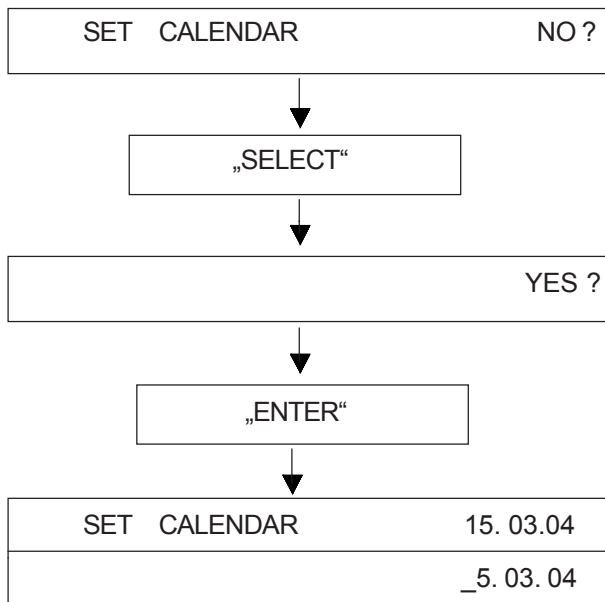 SET CALENDAR NO ?
„SELECT“
YES ?
„ENTER“
SET CALENDAR 15. 03.04
_5. 03. 04